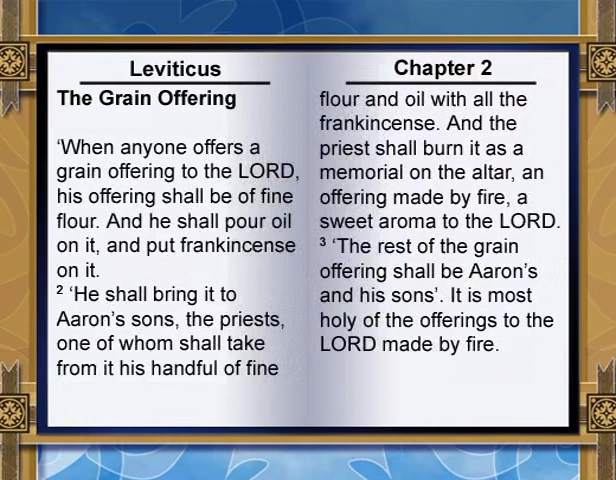 Leviticus
The Grain Offering
‘When anyone offers a
grain offering to the LORD,
his offering shall be of fine
flour. And he shall pour oil
on it, and put frankincense
on it.
² ‘He shall bring it to
Aaron’s sons, the priests,
one of whom shall take
from it his handful of fine
Chapter 2
flour and oil with all the
frankincense. And the
priest shall burn it as a
memorial on the altar, an
offering made by fire, a
sweet aroma to the LORD.
³ ‘The rest of the grain
offering shall be Aaron’s
and his sons’. It is most
holy of the offerings to the
LORD made by fire.